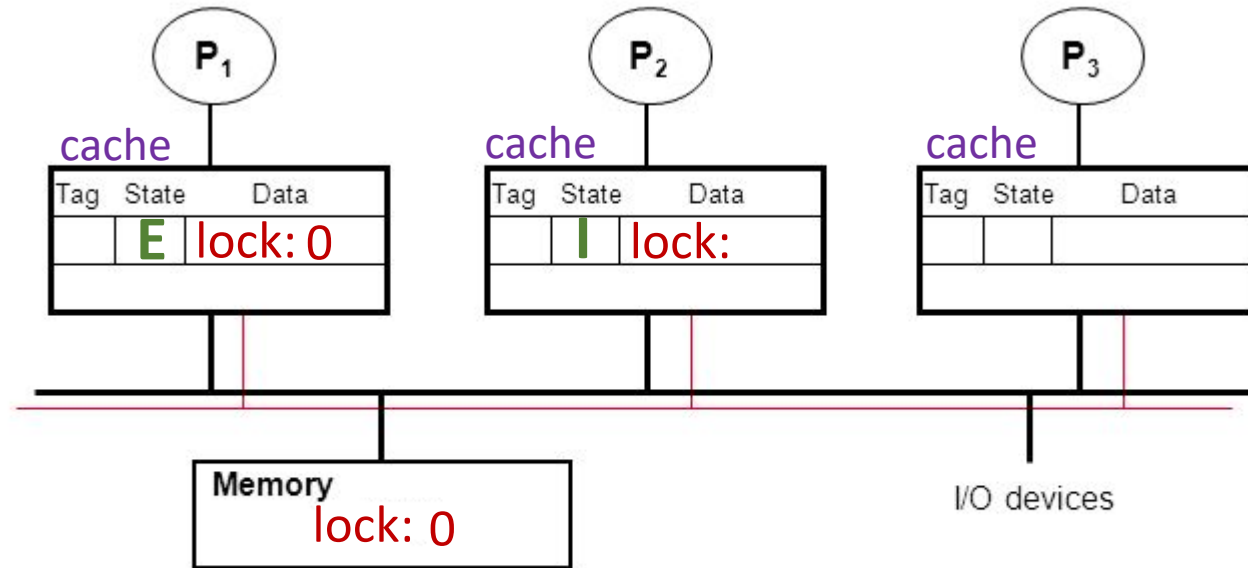 P1 P2 P3
cache cache cache
Tag State Data Tag State Data Tag State Data
E lock: 0 I lock:
Memory
lock: 0
I/O devices